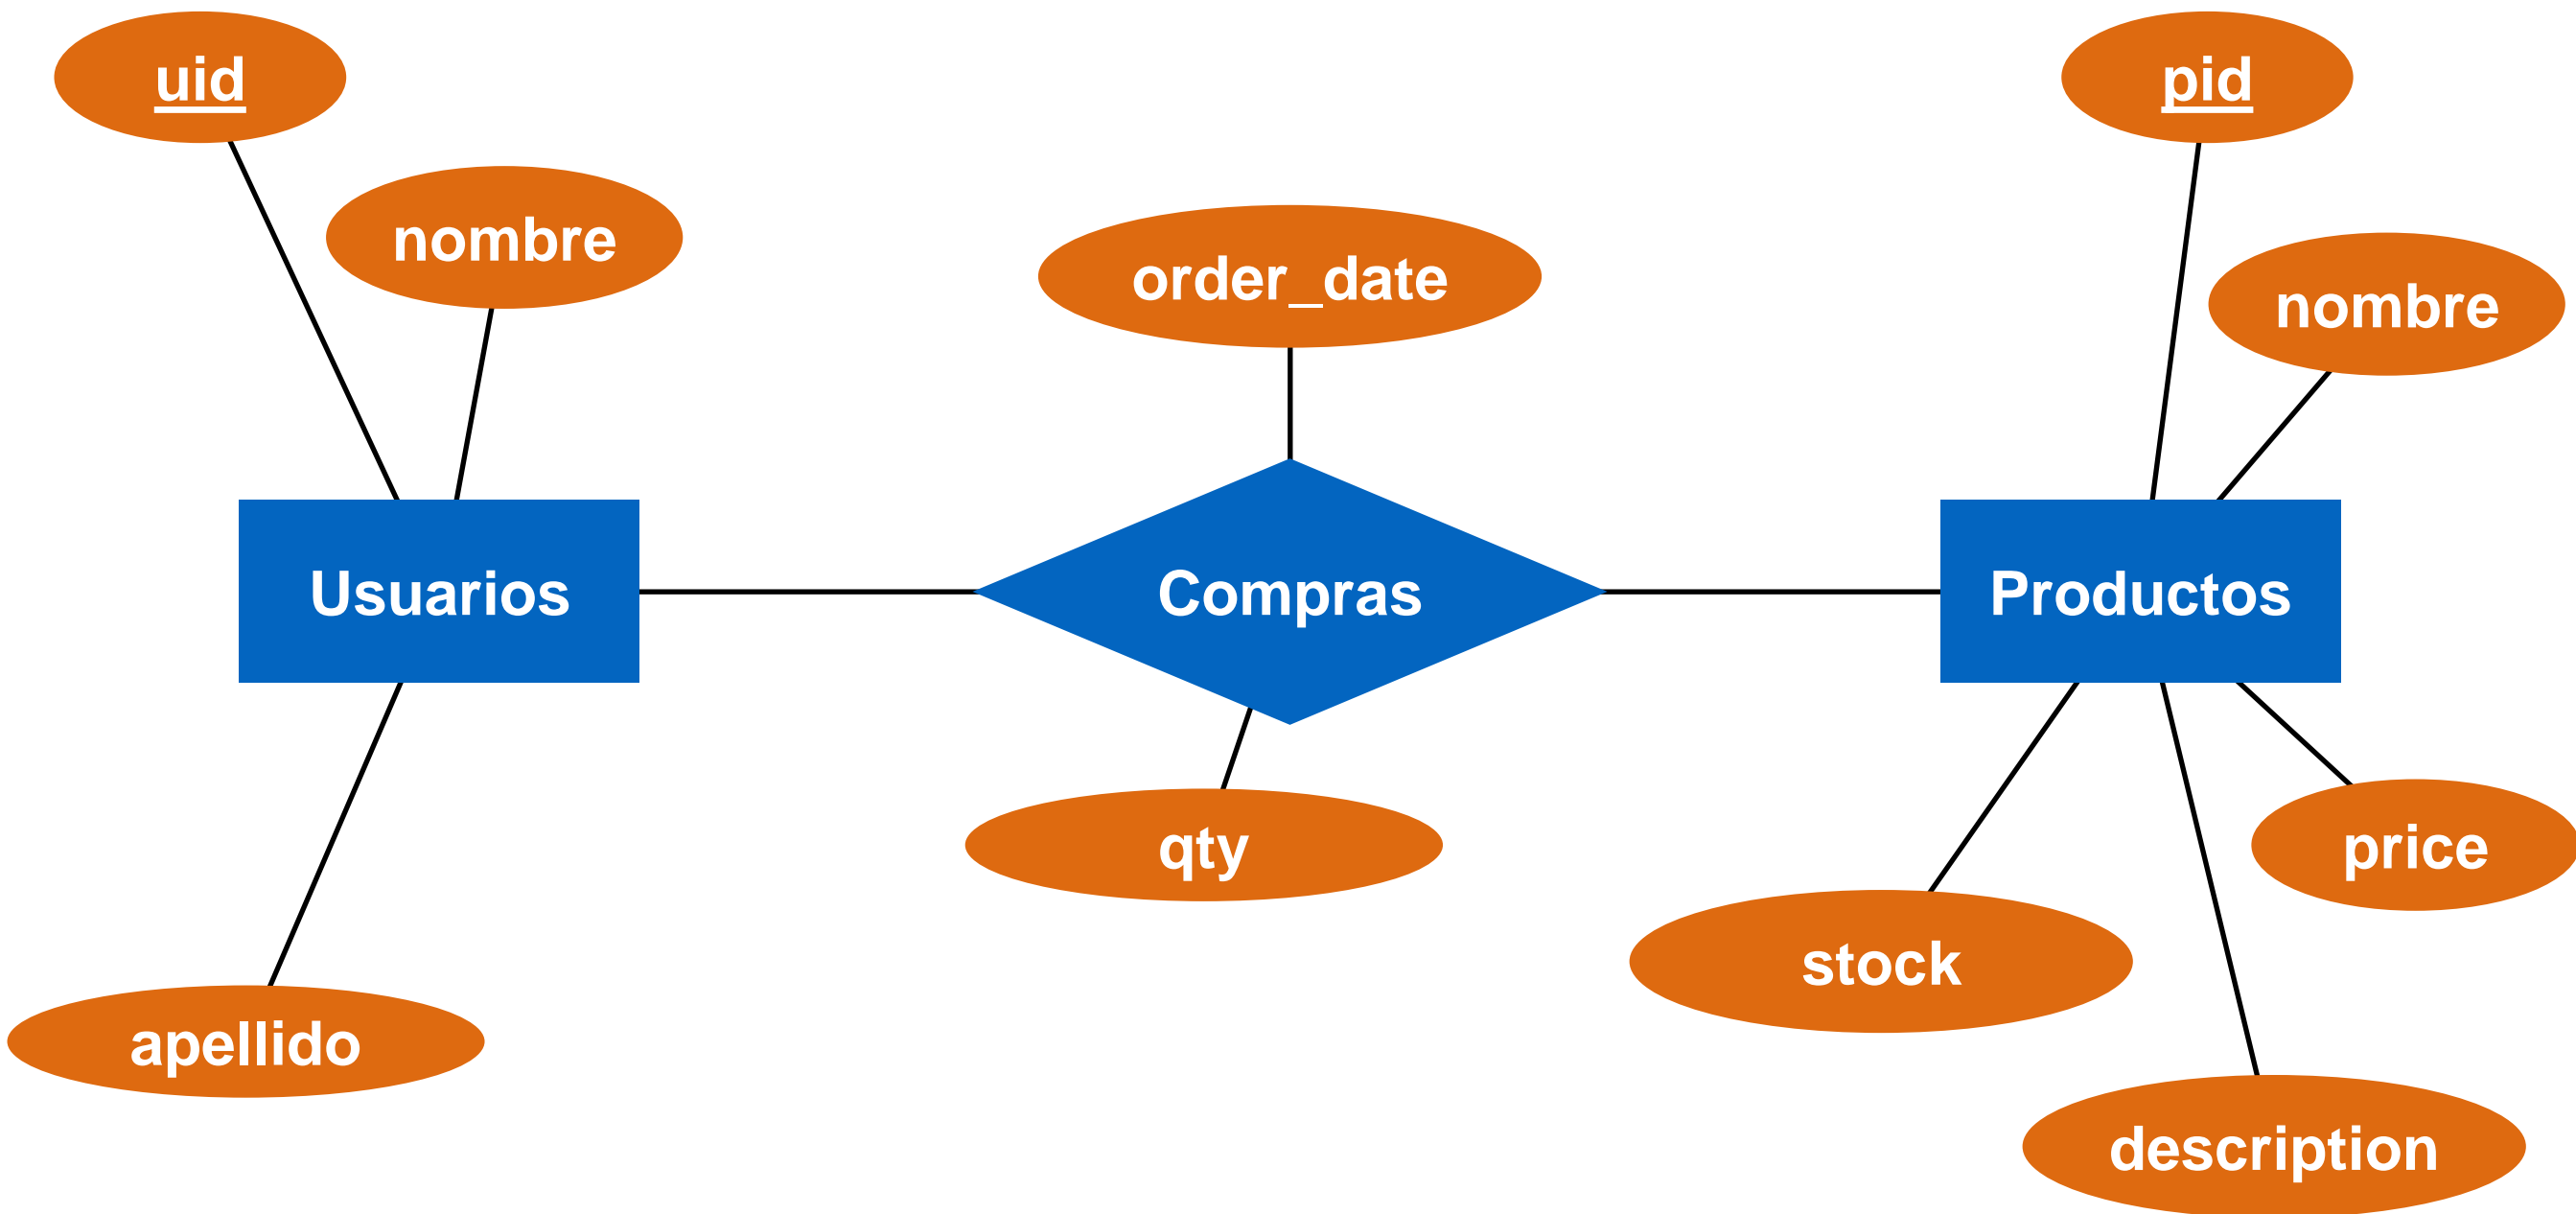 uid
pid
nombre
order_date
nombre
Usuarios
Compras
Productos
qty
price
stock
apellido
description